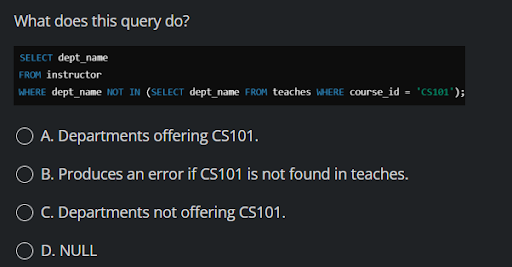 What does this query do?
SELECT dept_name
FROM instructor
WHERE dept_name NOT IN (SELECT dept_name FROM teaches WHERE course_id = 'CS101');
A. Departments offering CS101.
B. Produces an error if CS101 is not found in teaches.
C. Departments not offering CS101.
D. NULL